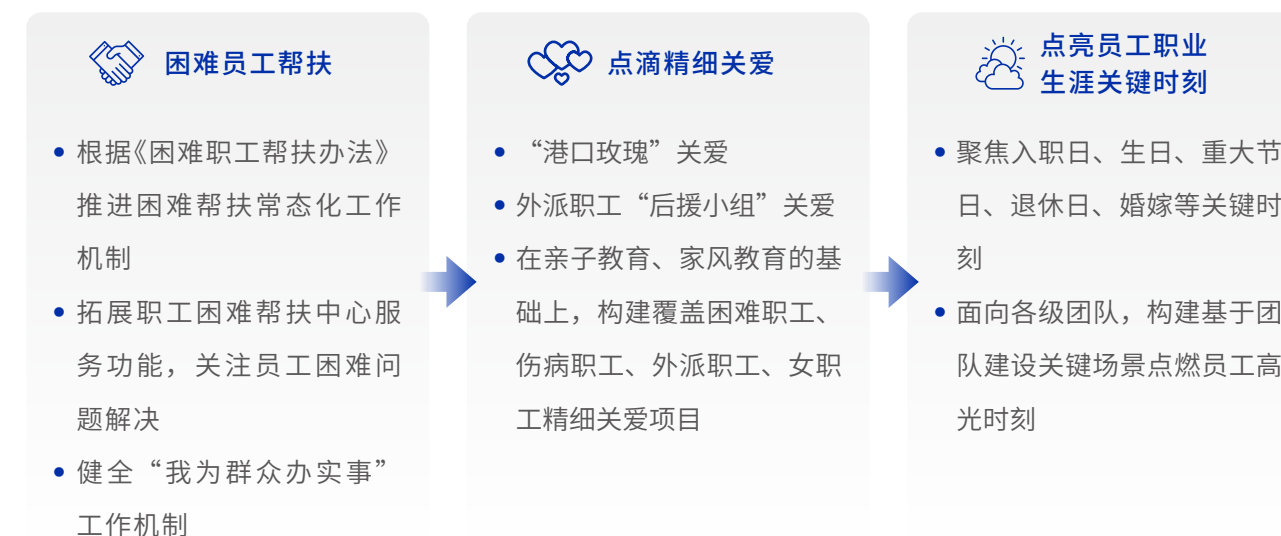 困难员工帮扶
根据《困难职工帮扶办法》
推进困难帮扶常态化工作
机制
拓展职工困难帮扶中心服
务功能，关注员工困难问
题解决
健全“我为群众办实事”
工作机制
点滴精细关爱
“港口玫瑰”关爱
外派职工“后援小组”关爱
在亲子教育、家风教育的基
础上，构建覆盖困难职工、
伤病职工、外派职工、女职
工精细关爱项目
点亮员工职业
生涯关键时刻
聚焦入职日、生日、重大节
日、退休日、婚嫁等关键时
刻
面向各级团队，构建基于团
队建设关键场景点燃员工高
光时刻